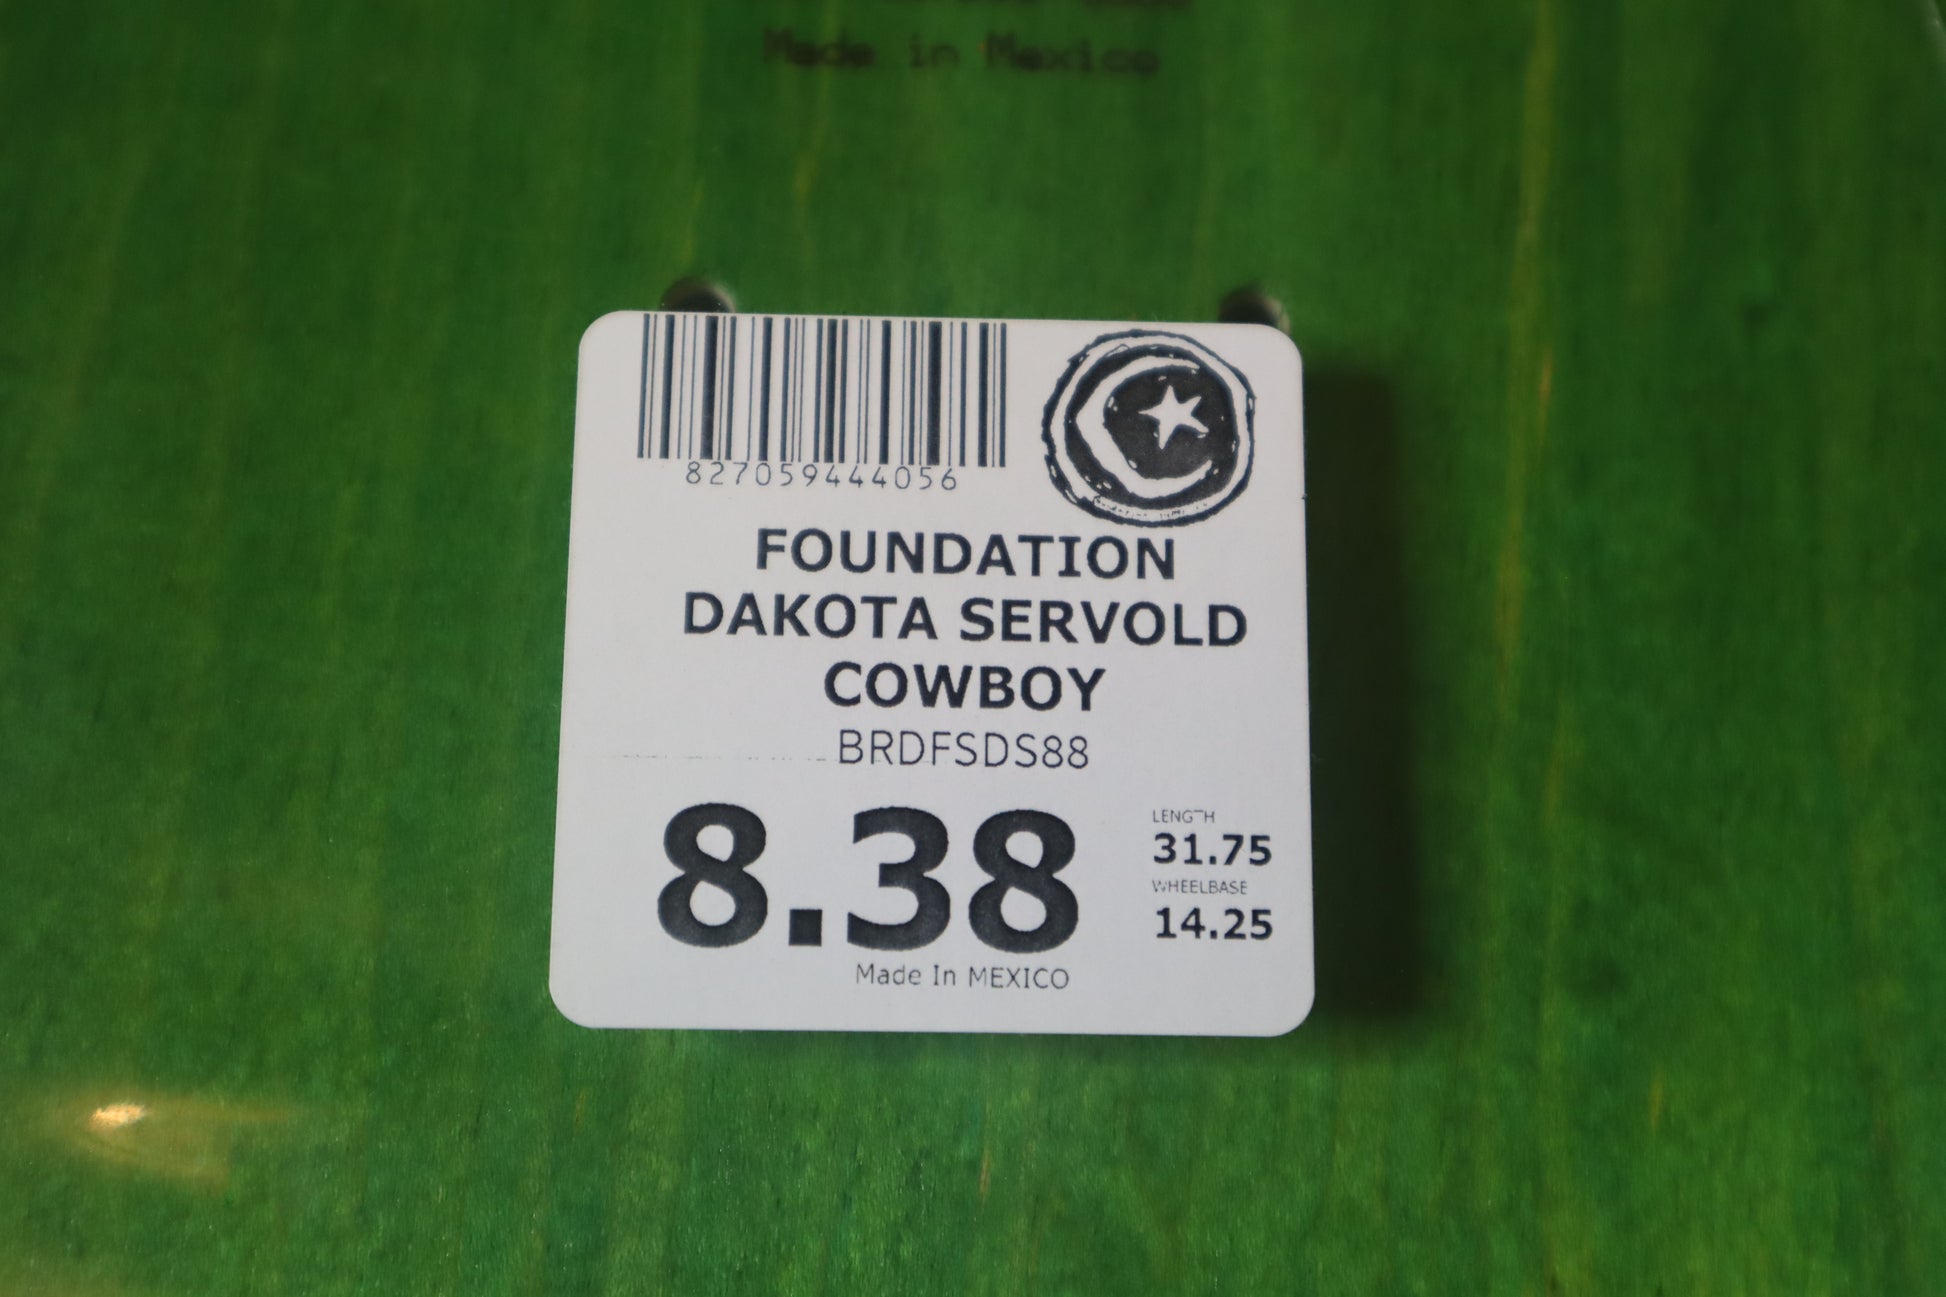 Made in Mexico
827059444056
FOUNDATION
DAKOTA SERVOLD
COWBOY
BRDFSDS88
8.38
LENGTH
31.75
WHEELBASE
14.25
Made In MEXICO